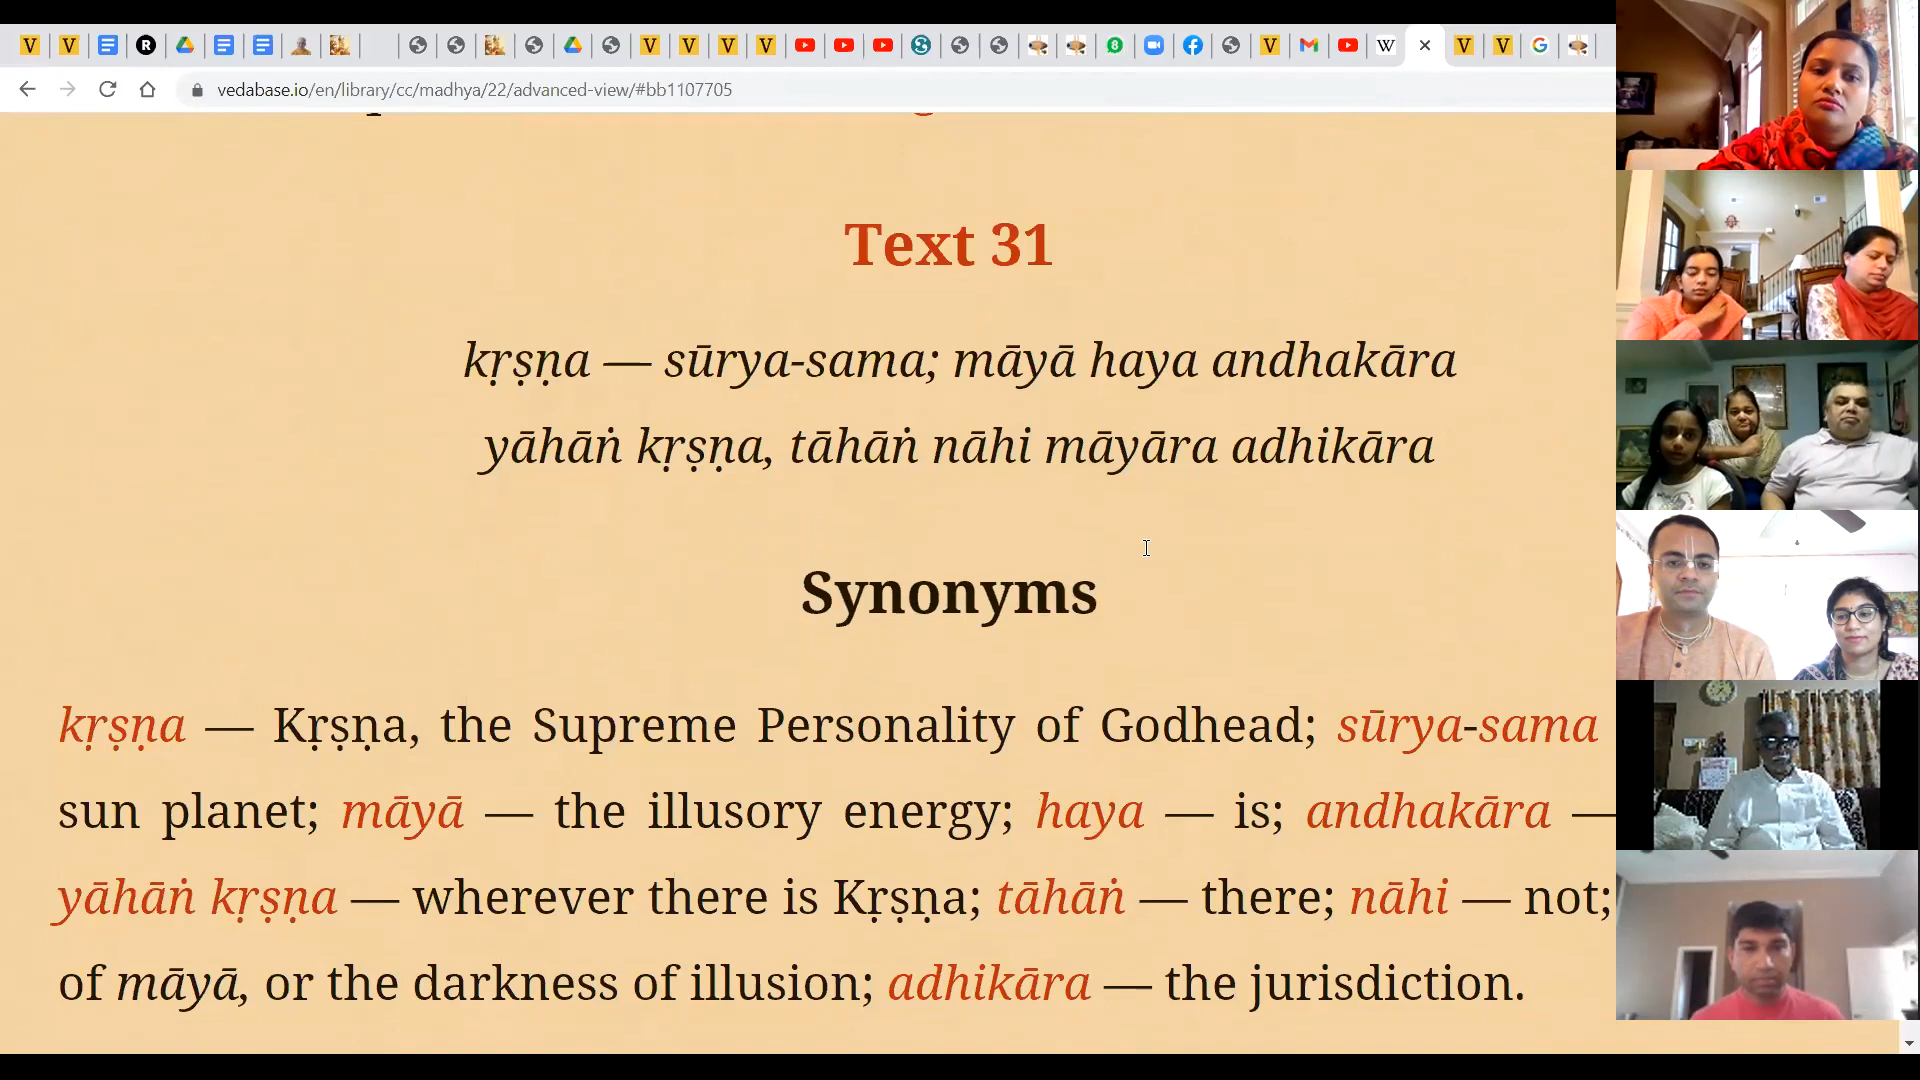 vedabase.io/en/library/cc/madhya/22/advanced-view/#bb1107705
Text 31
kṛṣṇa — sūrya-sama; māyā haya andhakāra
yāhāṅ kṛṣṇa, tāhāṅ nāhi māyāra adhikāra
Synonyms
kṛṣṇa — Kṛṣṇa, the Supreme Personality of Godhead; sūrya-sama
sun planet; māyā — the illusory energy; haya — is; andhakāra —
yāhāṅ kṛṣṇa — wherever there is Kṛṣṇa; tāhāṅ — there; nāhi — not;
of māyā, or the darkness of illusion; adhikāra — the jurisdiction.